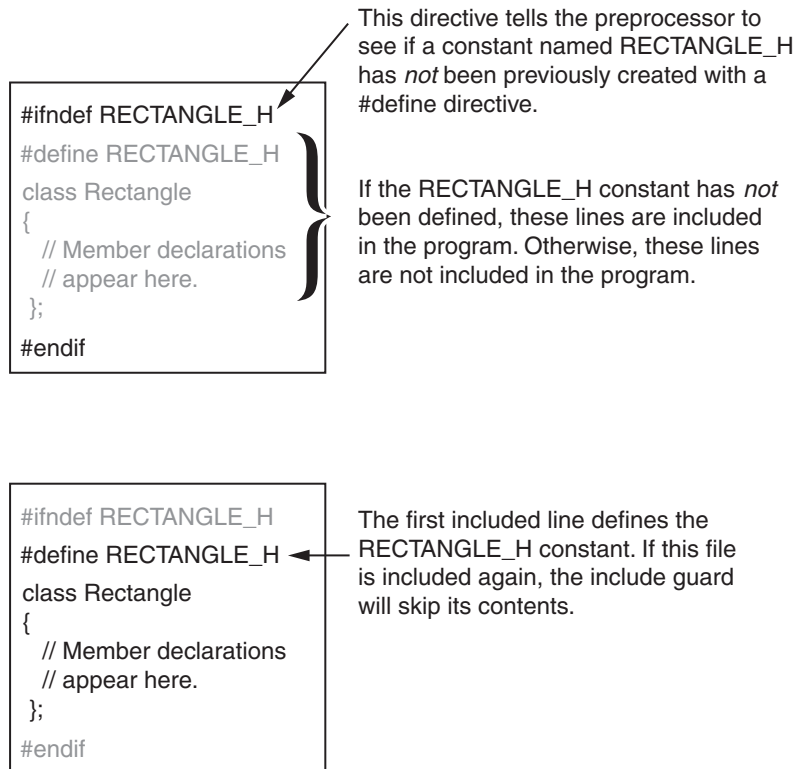 This directive tells the preprocessor to
see if a constant named RECTANGLE_H
has not been previously created with a
#define directive.
#ifndef RECTANGLE_H
#define RECTANGLE_H
class Rectangle
{
// Member declarations
// appear here.
};
#endif
If the RECTANGLE_H constant has not
been defined, these lines are included
in the program. Otherwise, these lines
are not included in the program.
#ifndef RECTANGLE_H
#define RECTANGLE_H
class Rectangle
{
// Member declarations
// appear here.
};
#endif
The first included line defines the
RECTANGLE_H constant. If this file
is included again, the include guard
will skip its contents.